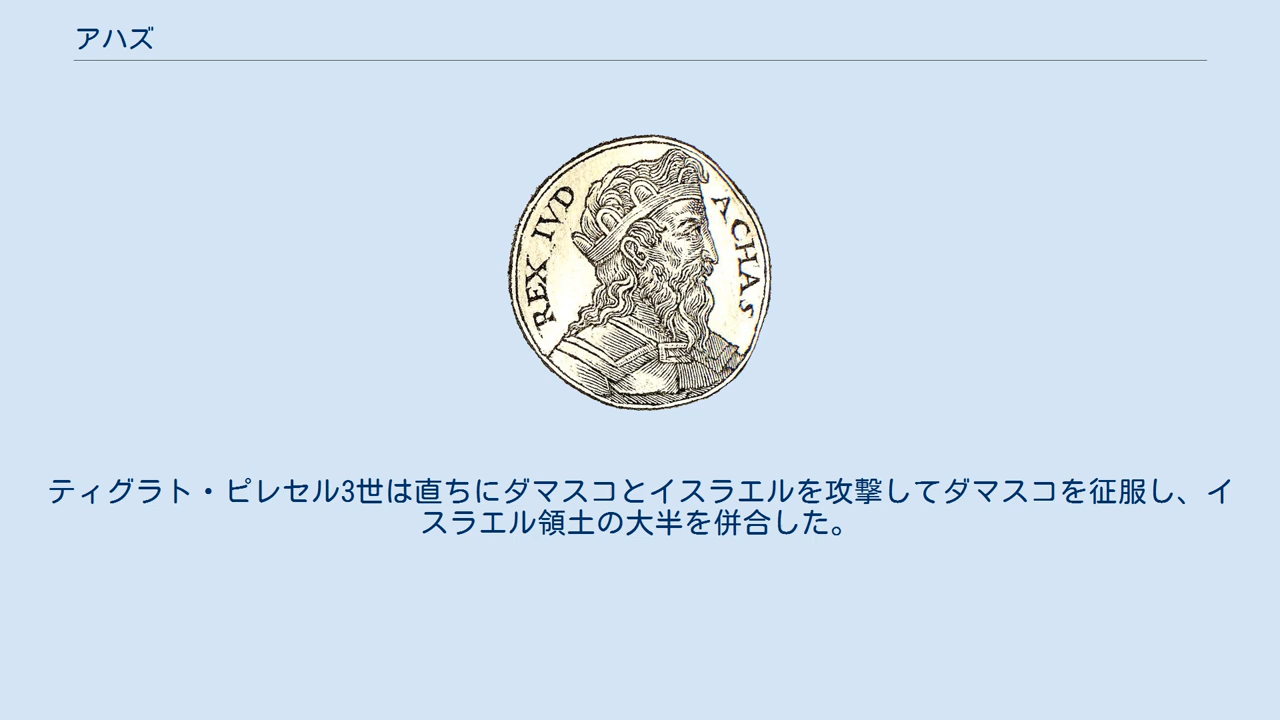 アハズ
REX IVD
ACHAS
ティグラト・ピレセル3世は直ちにダマスコとイスラエルを攻撃してダマスコを征服し、イ
スラエル領土の大半を併合した。